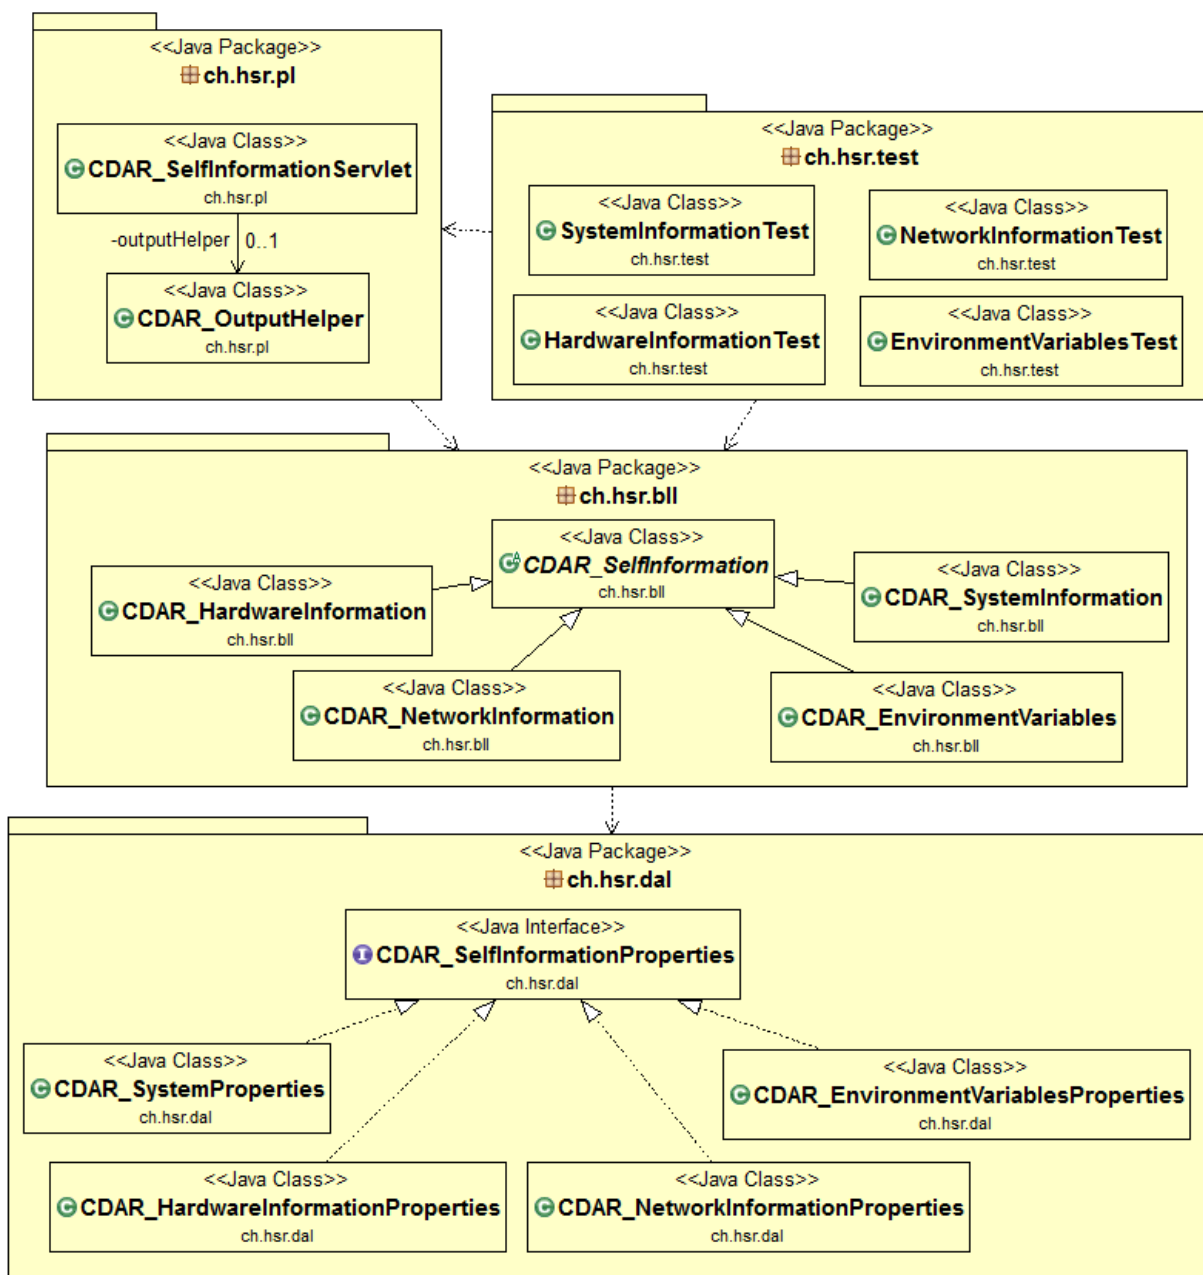 <<Java Package>>
ch.hsr.pl
<<Java Class>>
CDAR_SelfInformationServlet
ch.hsr.pl
-outputHelper 0..1
<<Java Class>>
CDAR_OutputHelper
ch.hsr.pl
<<Java Package>>
ch.hsr.test
<<Java Class>>
SystemInformationTest
ch.hsr.test
<<Java Class>>
NetworkInformationTest
ch.hsr.test
<<Java Class>>
HardwareInformationTest
ch.hsr.test
<<Java Class>>
EnvironmentVariablesTest
ch.hsr.test
<<Java Package>>
ch.hsr.bll
<<Java Class>>
CDAR_SelfInformation
ch.hsr.bll
<<Java Class>>
CDAR_HardwareInformation
ch.hsr.bll
<<Java Class>>
CDAR_SystemInformation
ch.hsr.bll
<<Java Class>>
CDAR_NetworkInformation
ch.hsr.bll
<<Java Class>>
CDAR_EnvironmentVariables
ch.hsr.bll
<<Java Package>>
ch.hsr.dal
<<Java Interface>>
CDAR_SelfInformationProperties
ch.hsr.dal
<<Java Class>>
CDAR_SystemProperties
ch.hsr.dal
<<Java Class>>
CDAR_EnvironmentVariablesProperties
ch.hsr.dal
<<Java Class>>
CDAR_HardwareInformationProperties
ch.hsr.dal
<<Java Class>>
CDAR_NetworkInformationProperties
ch.hsr.dal